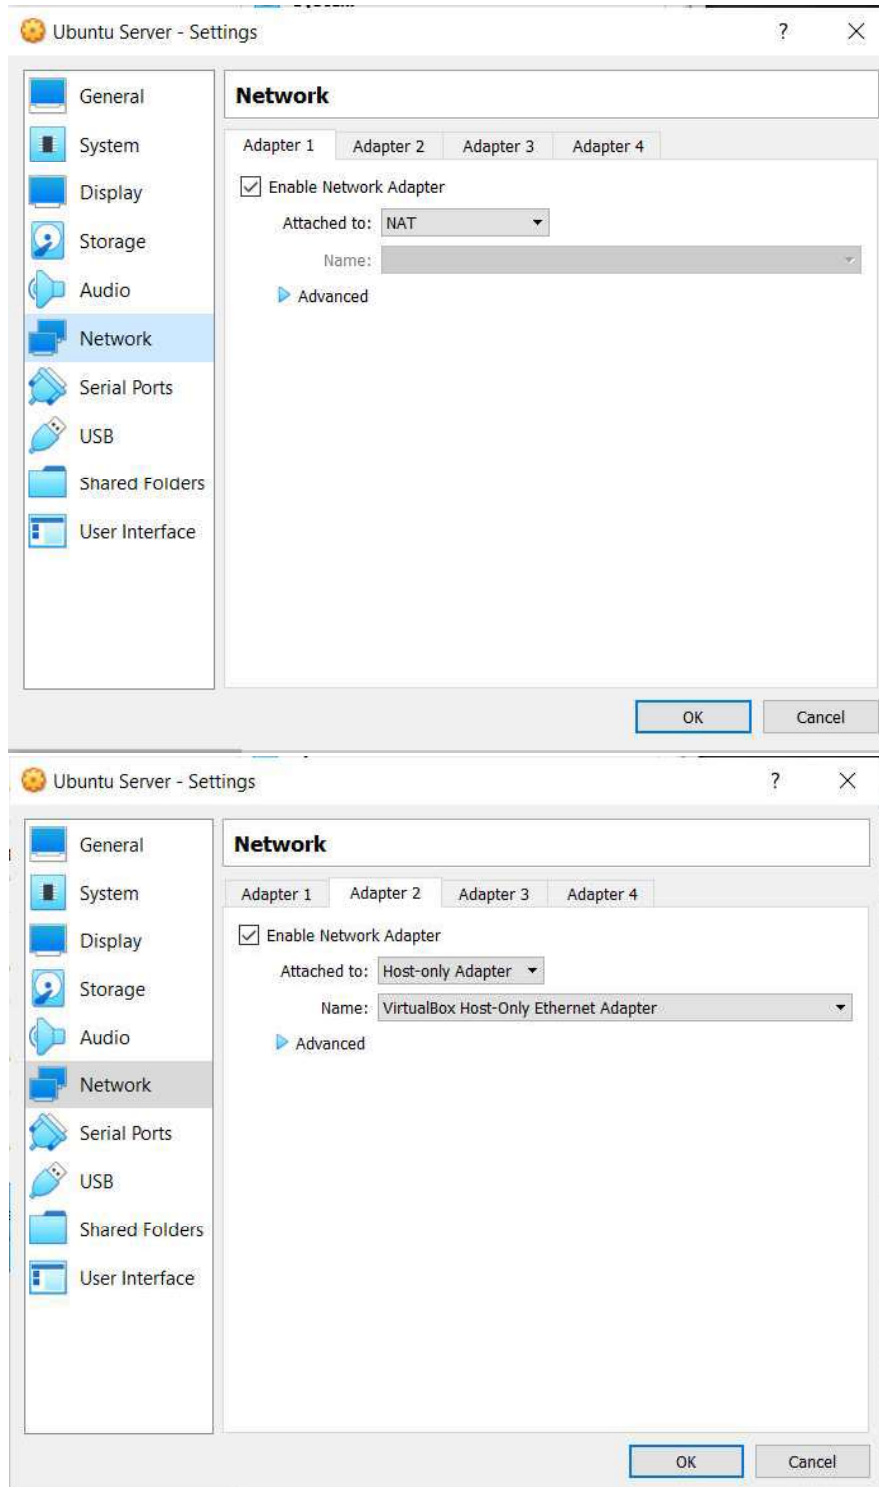 Ubuntu Server - Settings ? ×
General
System
Display
Storage
Audio
Network
Serial Ports
USB
Shared Folders
User Interface
Network
Adapter 1 Adapter 2 Adapter 3 Adapter 4
Enable Network Adapter
Attached to: NAT
Name:
Advanced
OK Cancel
Ubuntu Server - Settings ? ×
General
System
Display
Storage
Audio
Network
Serial Ports
USB
Shared Folders
User Interface
Network
Adapter 1 Adapter 2 Adapter 3 Adapter 4
Enable Network Adapter
Attached to: Host-only Adapter
Name: VirtualBox Host-Only Ethernet Adapter
Advanced
OK Cancel